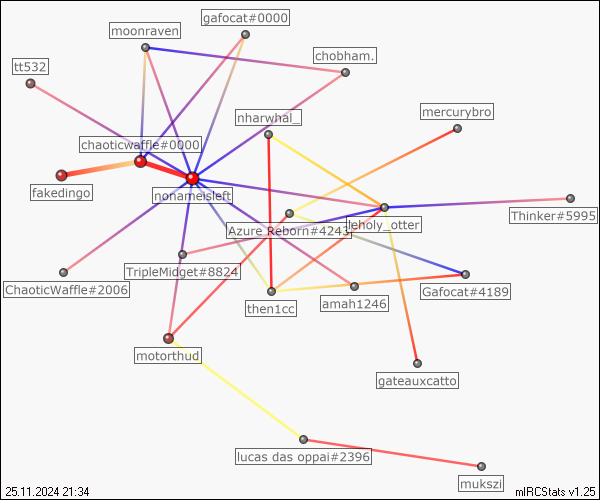 gafocat#0000
moonraven
chobham.
tt532
mercurybro
nharwhal_
chaoticwaffle#0000
fakedingo
nonameisleft
Thinker#5995
leholy_otter
Azure_Reborn#4243
TripleMidget#8824
ChaoticWaffle#2006
Gafocat#4189
amah1246
then1cc
motorthud
gateauxcatto
lucas das oppai#2396
mukszi
25.11.2024 21:34
mIRCStats v1.25